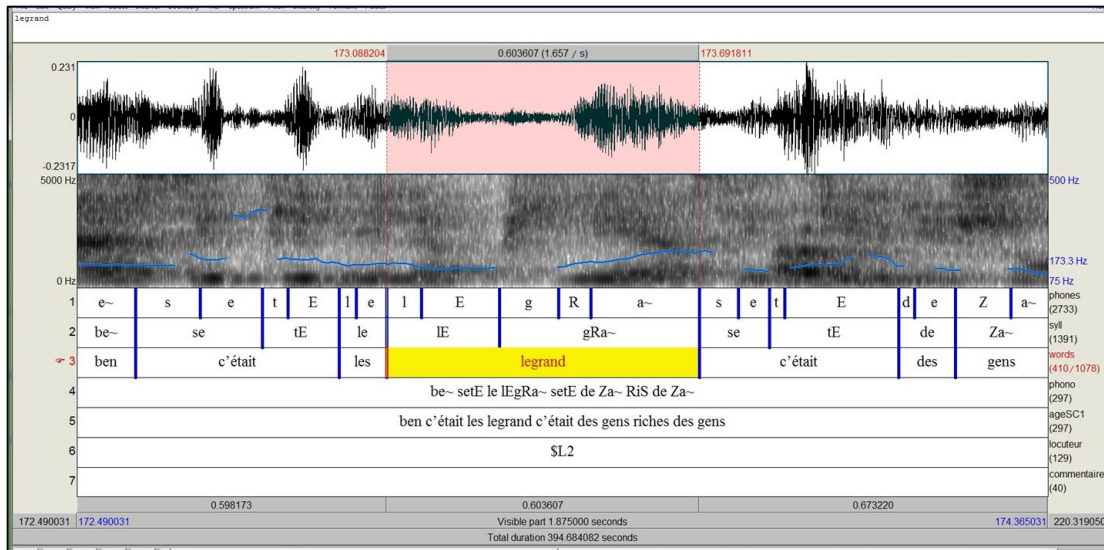 legrand
173.088204 0.603607 (1.657 / s) 173.691811
0.231
0
-0.2317
5000 Hz 500 Hz
173.3 Hz
0 Hz 75 Hz
1 e~ s e t E l e l E g R a~ s e t E d e Z a~ phones (2733)
2 be~ se tE le lE gRa~ se tE de Za~ syll (1391)
3 ben c'était les legrand c'était des gens words (410/1078)
4 be~ setE le lEgRa~ setE de Za~ RiS de Za~ phono (297)
5 ben c'était les legrand c'était des gens riches des gens ageSC1 (297)
6 $L2 locuteur (129)
7 commentaire (40)
0.598173 0.603607 0.673220
172.490031 172.490031 Visible part 1.875000 seconds 174.365031 220.319050
Total duration 394.684082 seconds